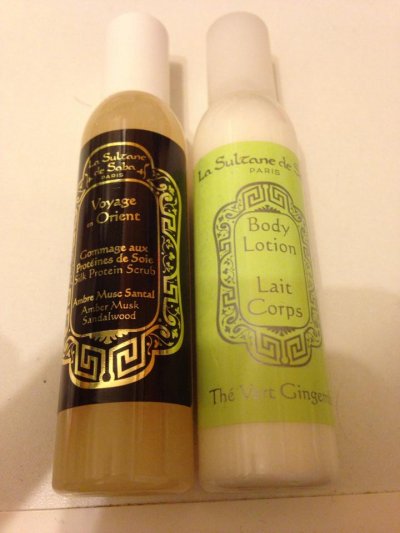 La Sultane
de Saba
PARIS
Voyage
en Orient
Gommage aux
Protéines de Soie
Silk Protein Scrub
Ambre Musc Santal
Amber Musk
Sandalwood
La Sultane de S
PARIS
Body
Lotion
Lait
Corps
Thé Vert Gingem